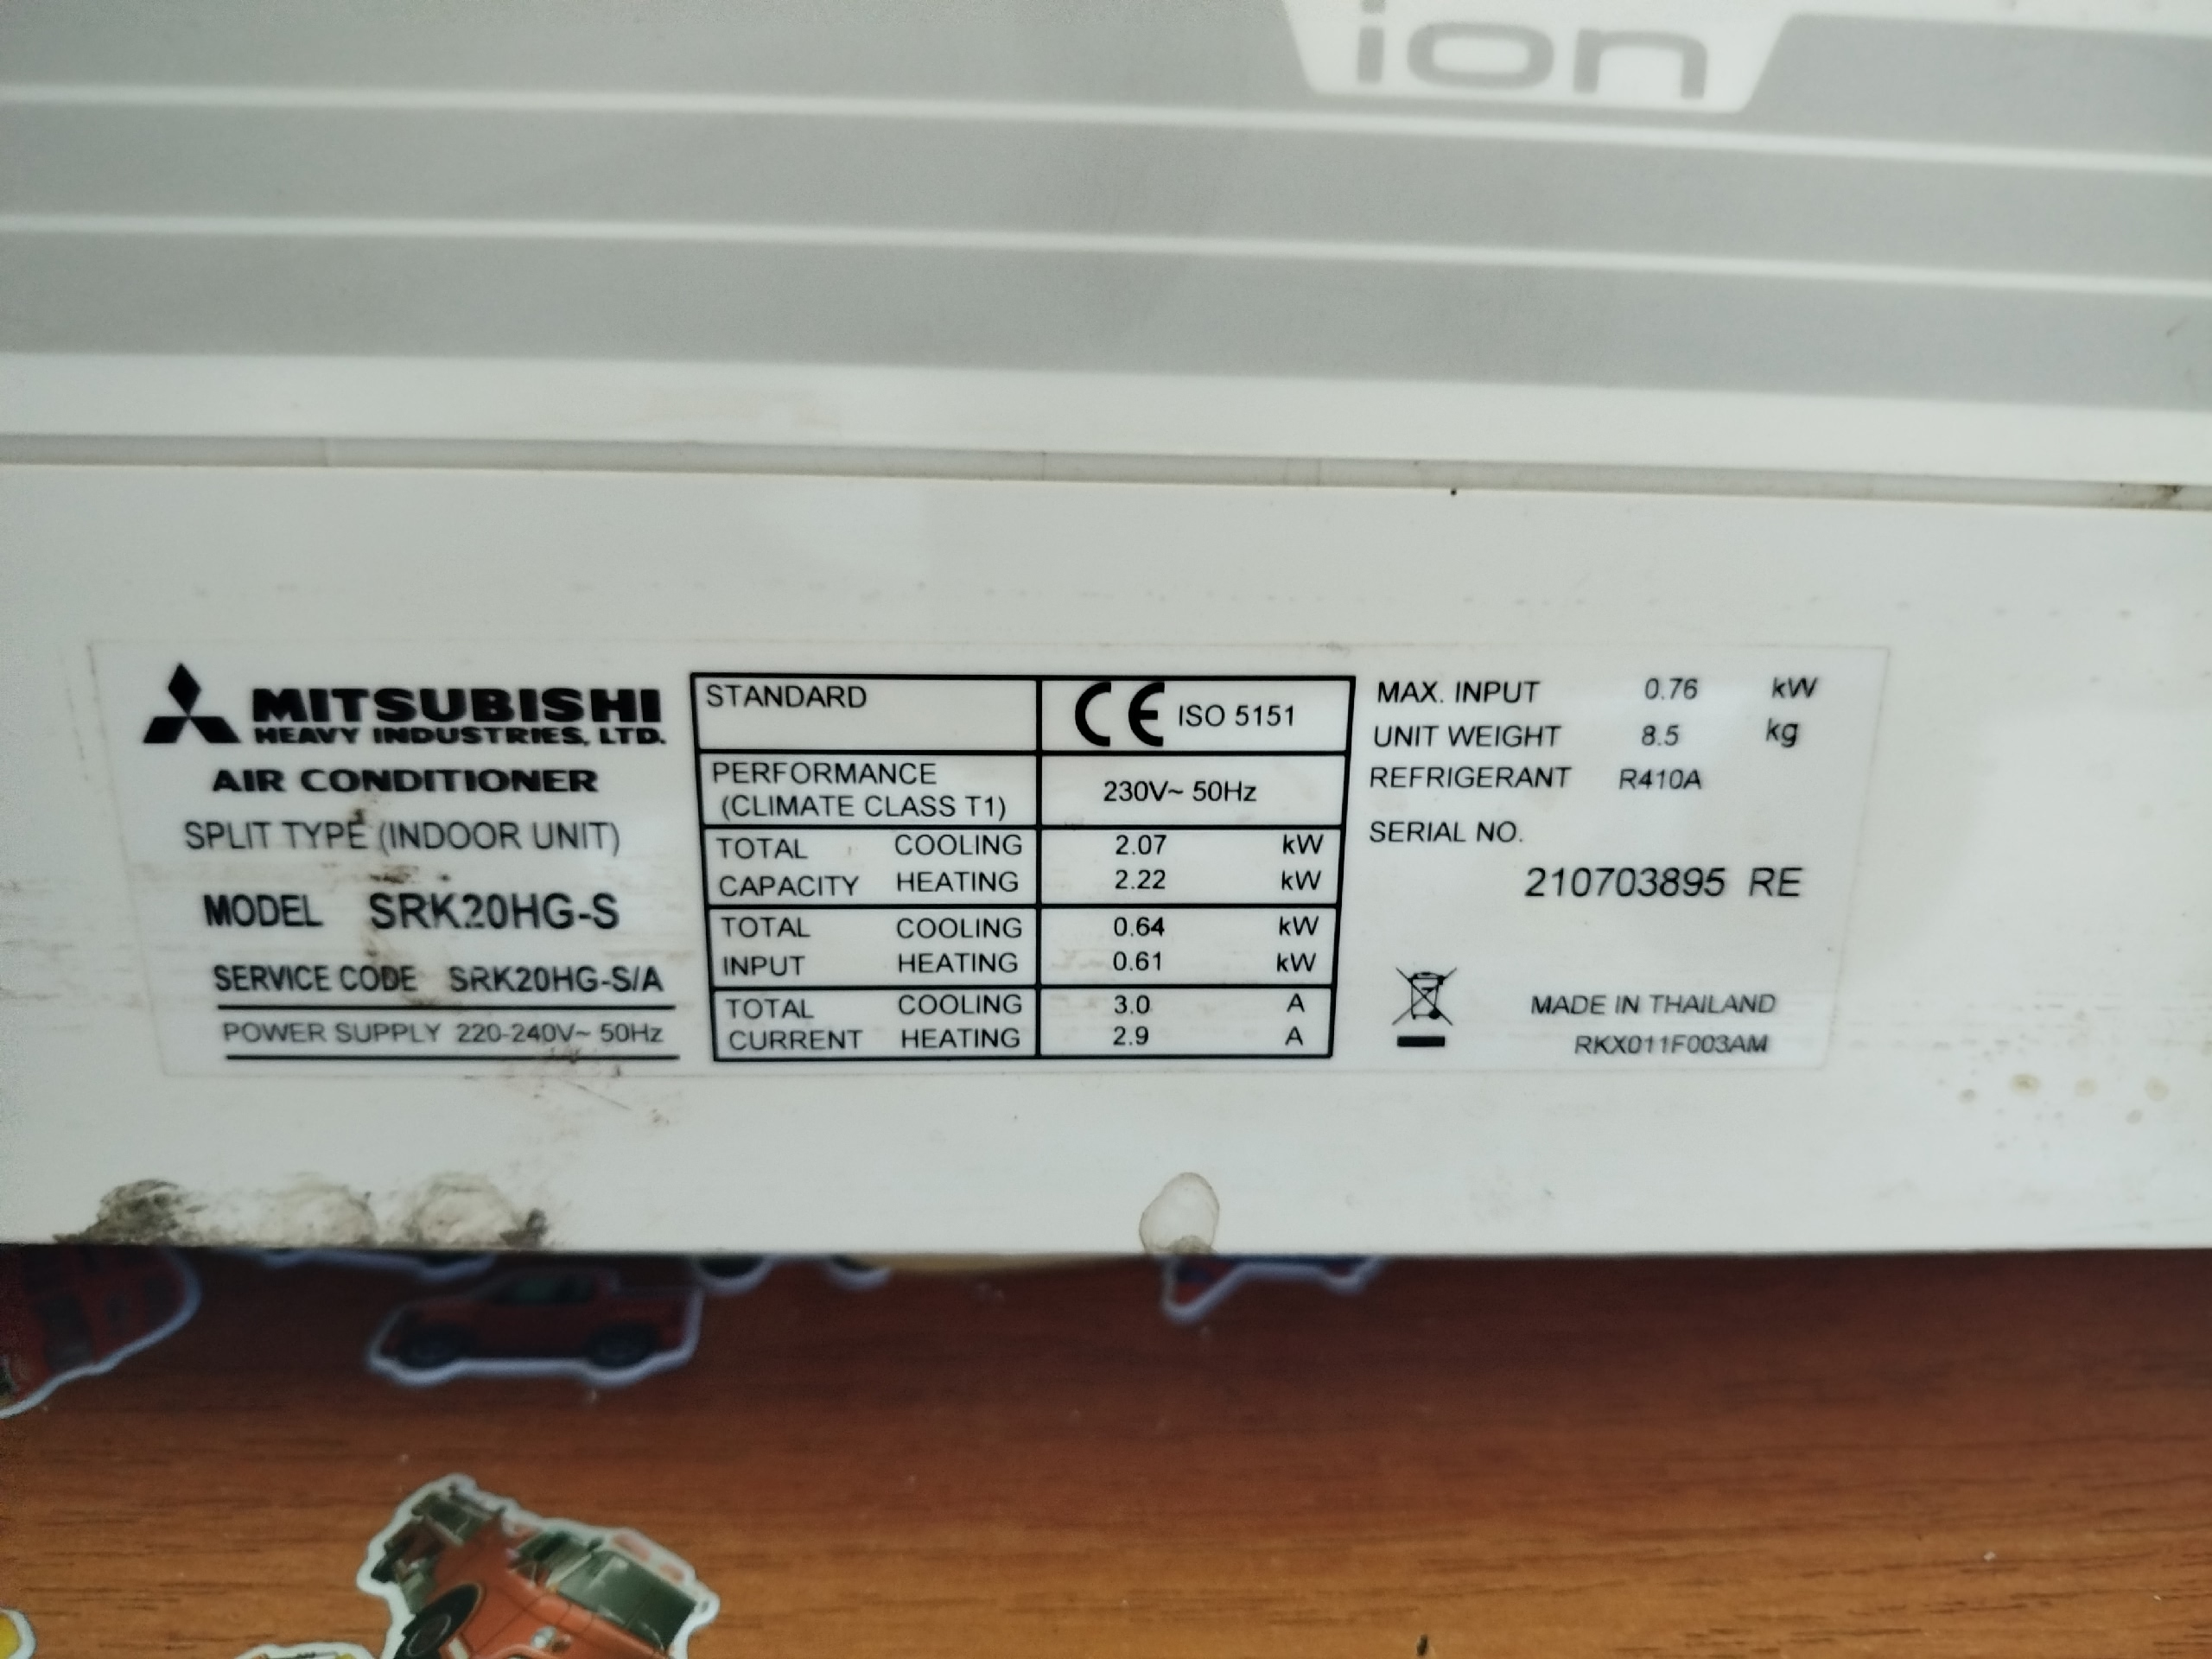 ion
MITSUBISHI
HEAVY INDUSTRIES, LTD.
AIR CONDITIONER
SPLIT TYPE (INDOOR UNIT)
MODEL SRK20HG-S
SERVICE CODE SRK20HG-S/A
POWER SUPPLY 220-240V~ 50Hz
STANDARD CE ISO 5151
PERFORMANCE
(CLIMATE CLASS T1) 230V~ 50Hz
TOTAL COOLING 2.07 kW
CAPACITY HEATING 2.22 kW
TOTAL COOLING 0.64 kW
INPUT HEATING 0.61 kW
TOTAL COOLING 3.0 A
CURRENT HEATING 2.9 A
MAX. INPUT 0.76 kW
UNIT WEIGHT 8.5 kg
REFRIGERANT R410A
SERIAL NO.
210703895 RE
MADE IN THAILAND
RKX011F003AM